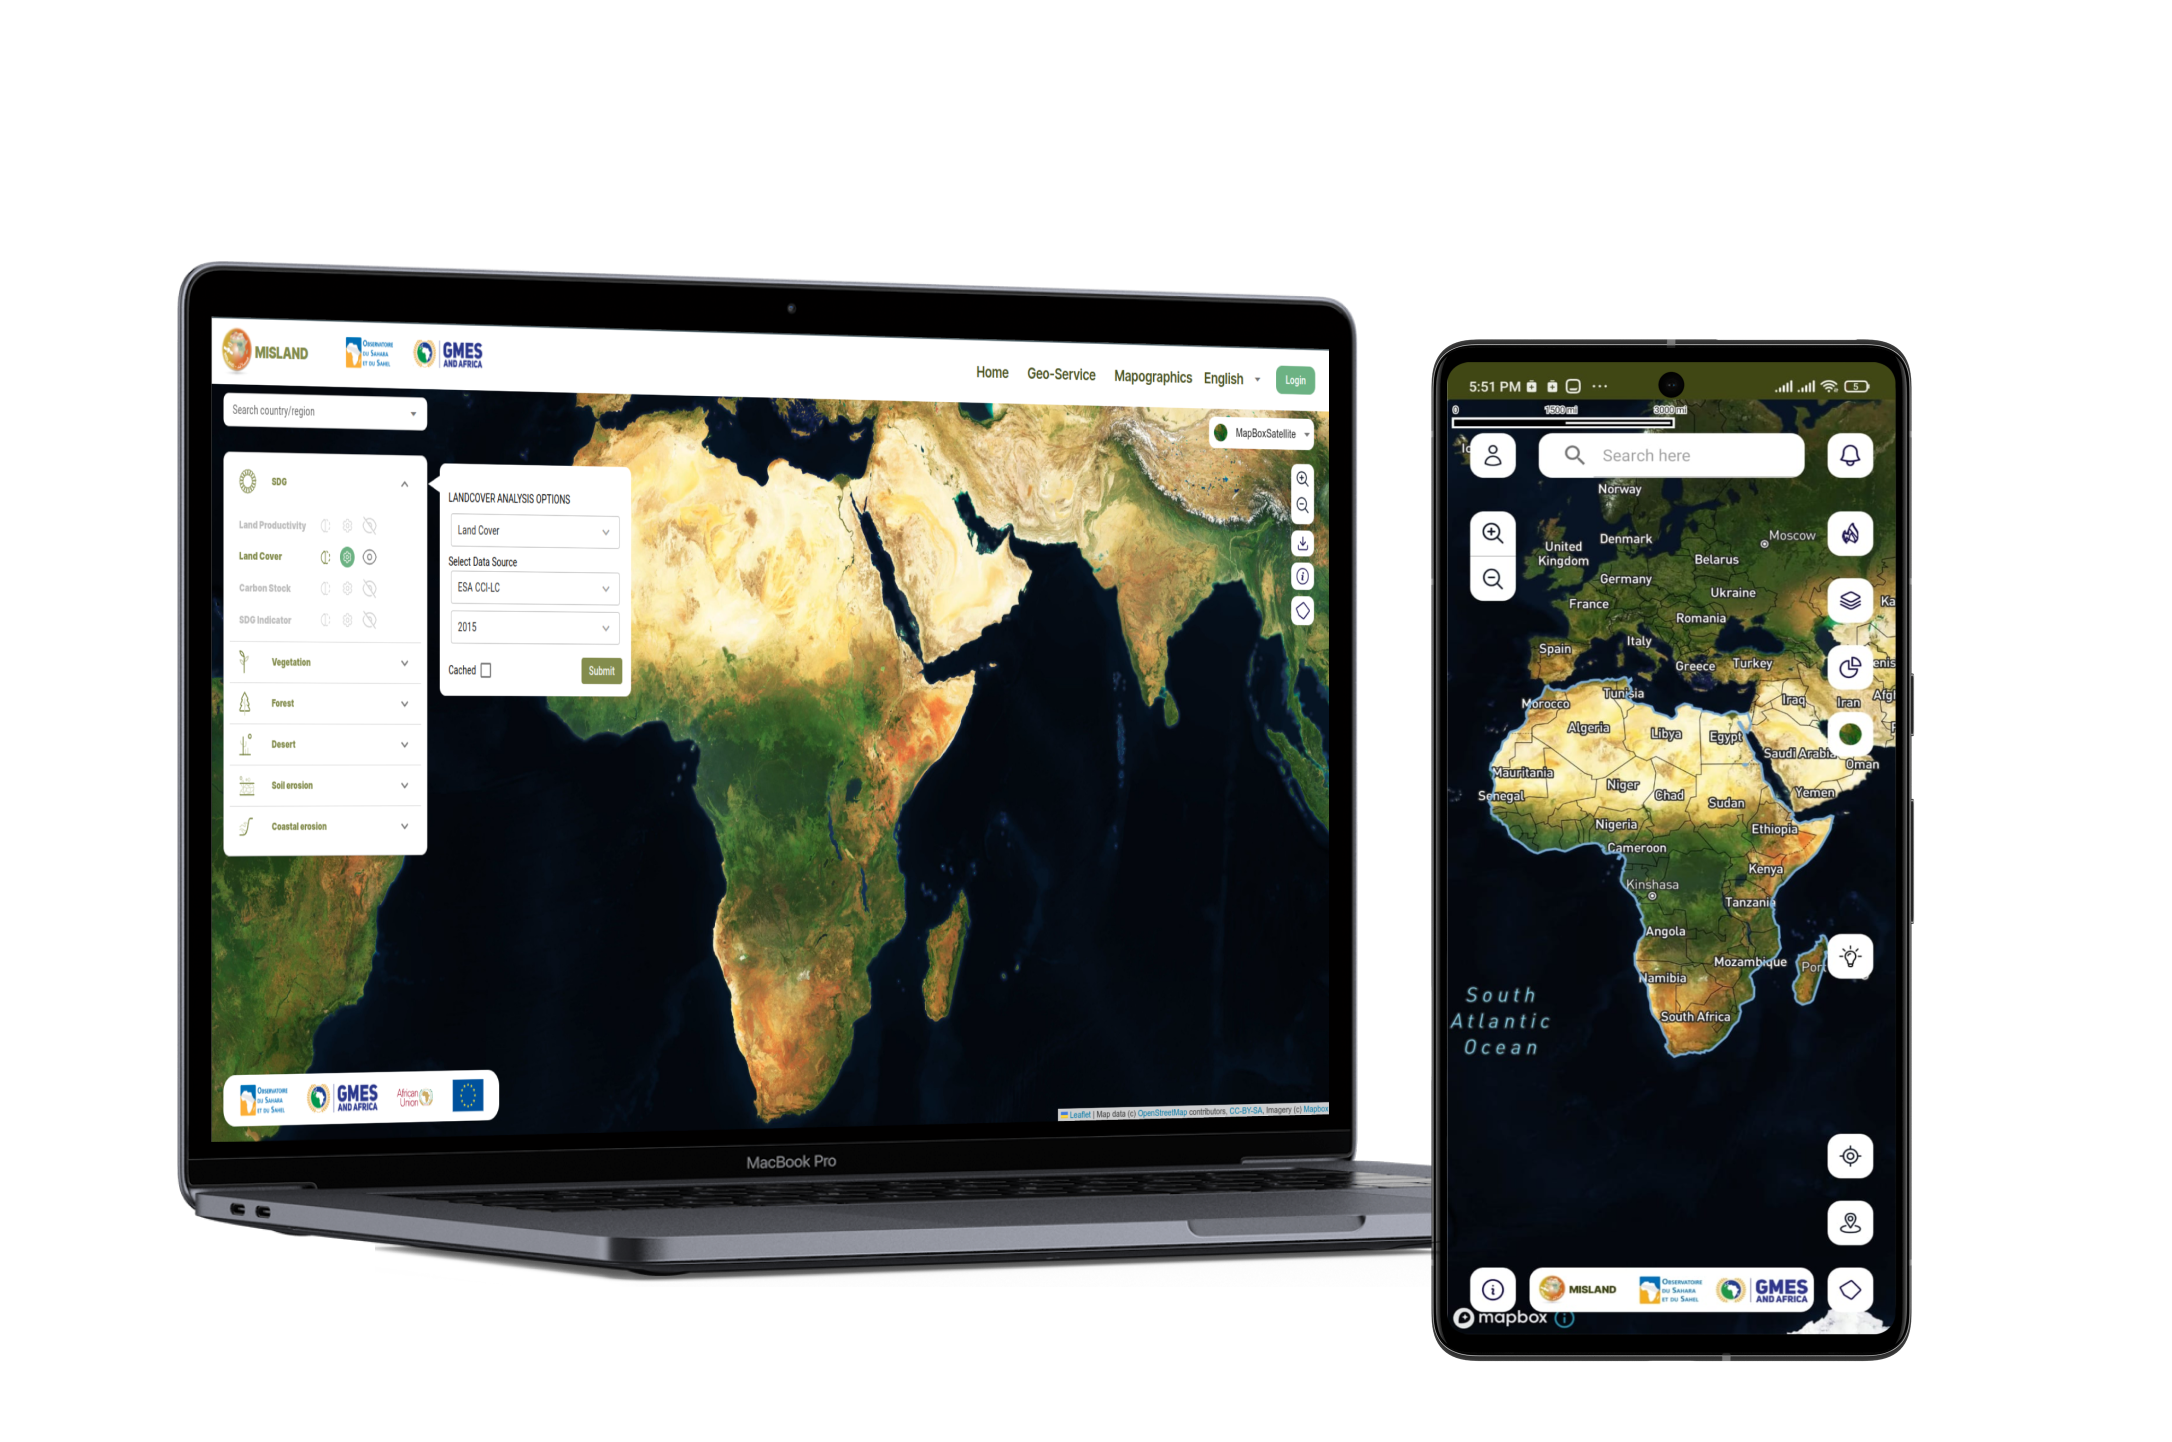 MISLAND
OBSERVATOIRE
DU SAHARA
ET DU SAHEL
GMES
AND AFRICA
Home
Geo-Service
Mapographics
English
Login
Search country/region
MapBoxSatellite
SDG
Land Productivity
Land Cover
Carbon Stock
SDG Indicator
Vegetation
Forest
Desert
Soil erosion
Coastal erosion
LANDCOVER ANALYSIS OPTIONS
Land Cover
Select Data Source
ESA CCI-LC
2015
Cached
Submit
OBSERVATOIRE
DU SAHARA
ET DU SAHEL
GMES
AND AFRICA
African
Union
Leaflet | Map data (c) OpenStreetMap contributors, CC-BY-SA, Imagery (c) Mapbox
MacBook Pro
5:51 PM
5
0
1500 mi
3000 mi
Search here
Norway
Moscow
Denmark
United
Kingdom
Belarus
Germany
Ukraine
France
Ka
Romania
Italy
Spain
Greece
Turkey
enis
Tunisia
Morocco
Iraq
Iran
Afgh
Algeria
Libya
Egypt
Saudi Arabia
Oman
Mauritania
Niger
Chad
Sudan
Yemen
Senegal
Nigeria
Ethiopia
Cameroon
Kenya
Kinshasa
Tanzania
Angola
Mozambique
Port
Namibia
South Africa
South
Atlantic
Ocean
MISLAND
OBSERVATOIRE
DU SAHARA
ET DU SAHEL
GMES
AND AFRICA
mapbox